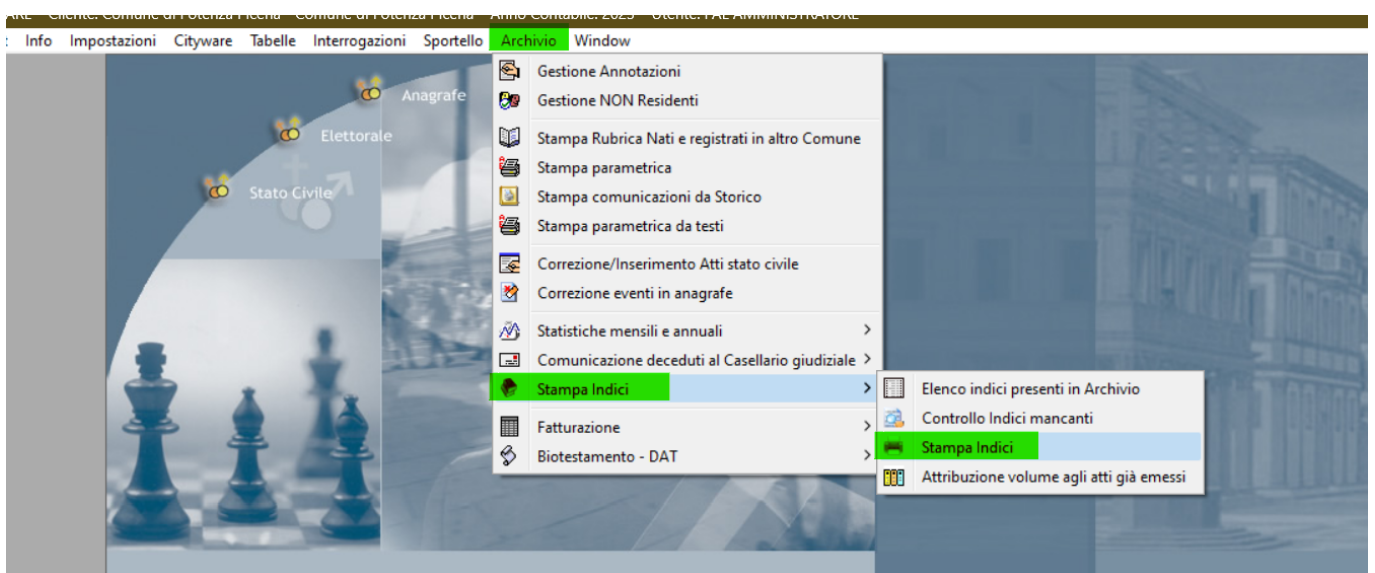 Info Impostazioni Cityware Tabelle Interrogazioni Sportello Archivio Window
Anagrafe
Elettorale
Stato Civile
Gestione Annotazioni
Gestione NON Residenti
Stampa Rubrica Nati e registrati in altro Comune
Stampa parametrica
Stampa comunicazioni da Storico
Stampa parametrica da testi
Correzione/Inserimento Atti stato civile
Correzione eventi in anagrafe
Statistiche mensili e annuali
Comunicazione deceduti al Casellario giudiziale
Stampa Indici
Fatturazione
Biotestamento - DAT
Elenco indici presenti in Archivio
Controllo Indici mancanti
Stampa Indici
Attribuzione volume agli atti già emessi